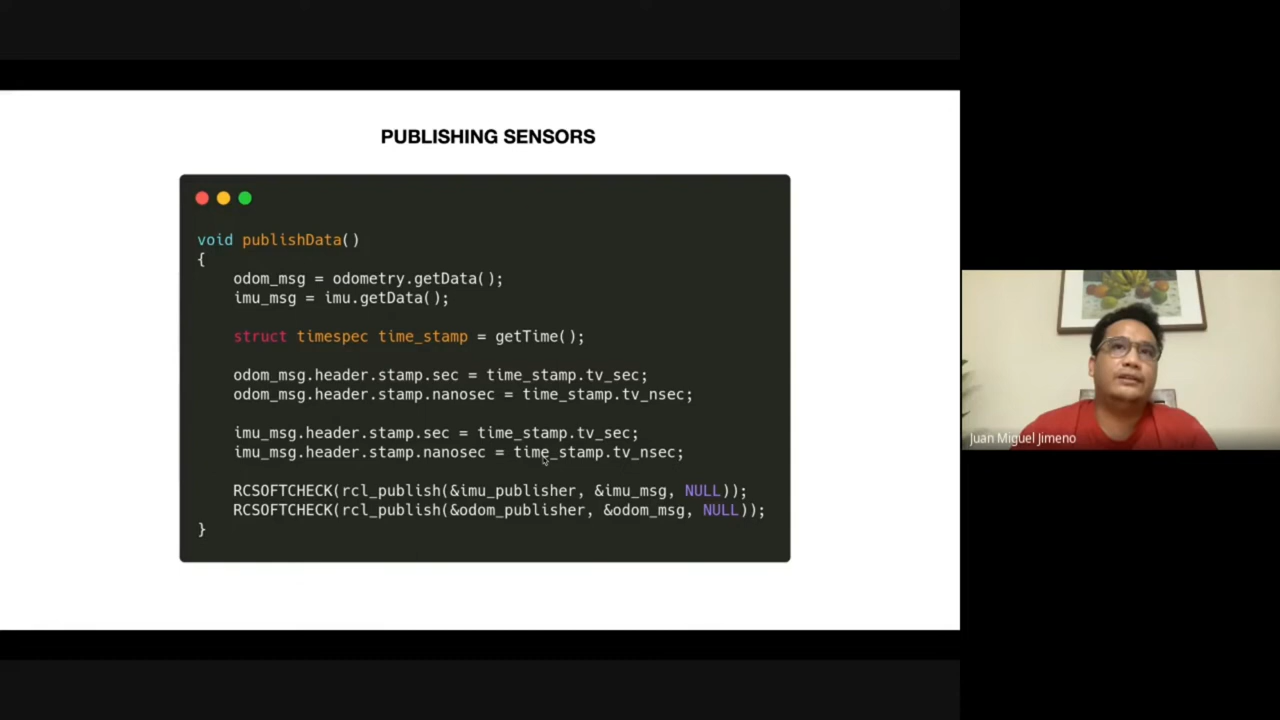 PUBLISHING SENSORS
void publishData()
{
    odom_msg = odometry.getData();
    imu_msg = imu.getData();
    struct timespec time_stamp = getTime();
    odom_msg.header.stamp.sec = time_stamp.tv_sec;
    odom_msg.header.stamp.nanosec = time_stamp.tv_nsec;
    imu_msg.header.stamp.sec = time_stamp.tv_sec;
    imu_msg.header.stamp.nanosec = time_stamp.tv_nsec;
    RCSOFTCHECK(rcl_publish(&imu_publisher, &imu_msg, NULL));
    RCSOFTCHECK(rcl_publish(&odom_publisher, &odom_msg, NULL));
}
Juan Miguel Jimeno